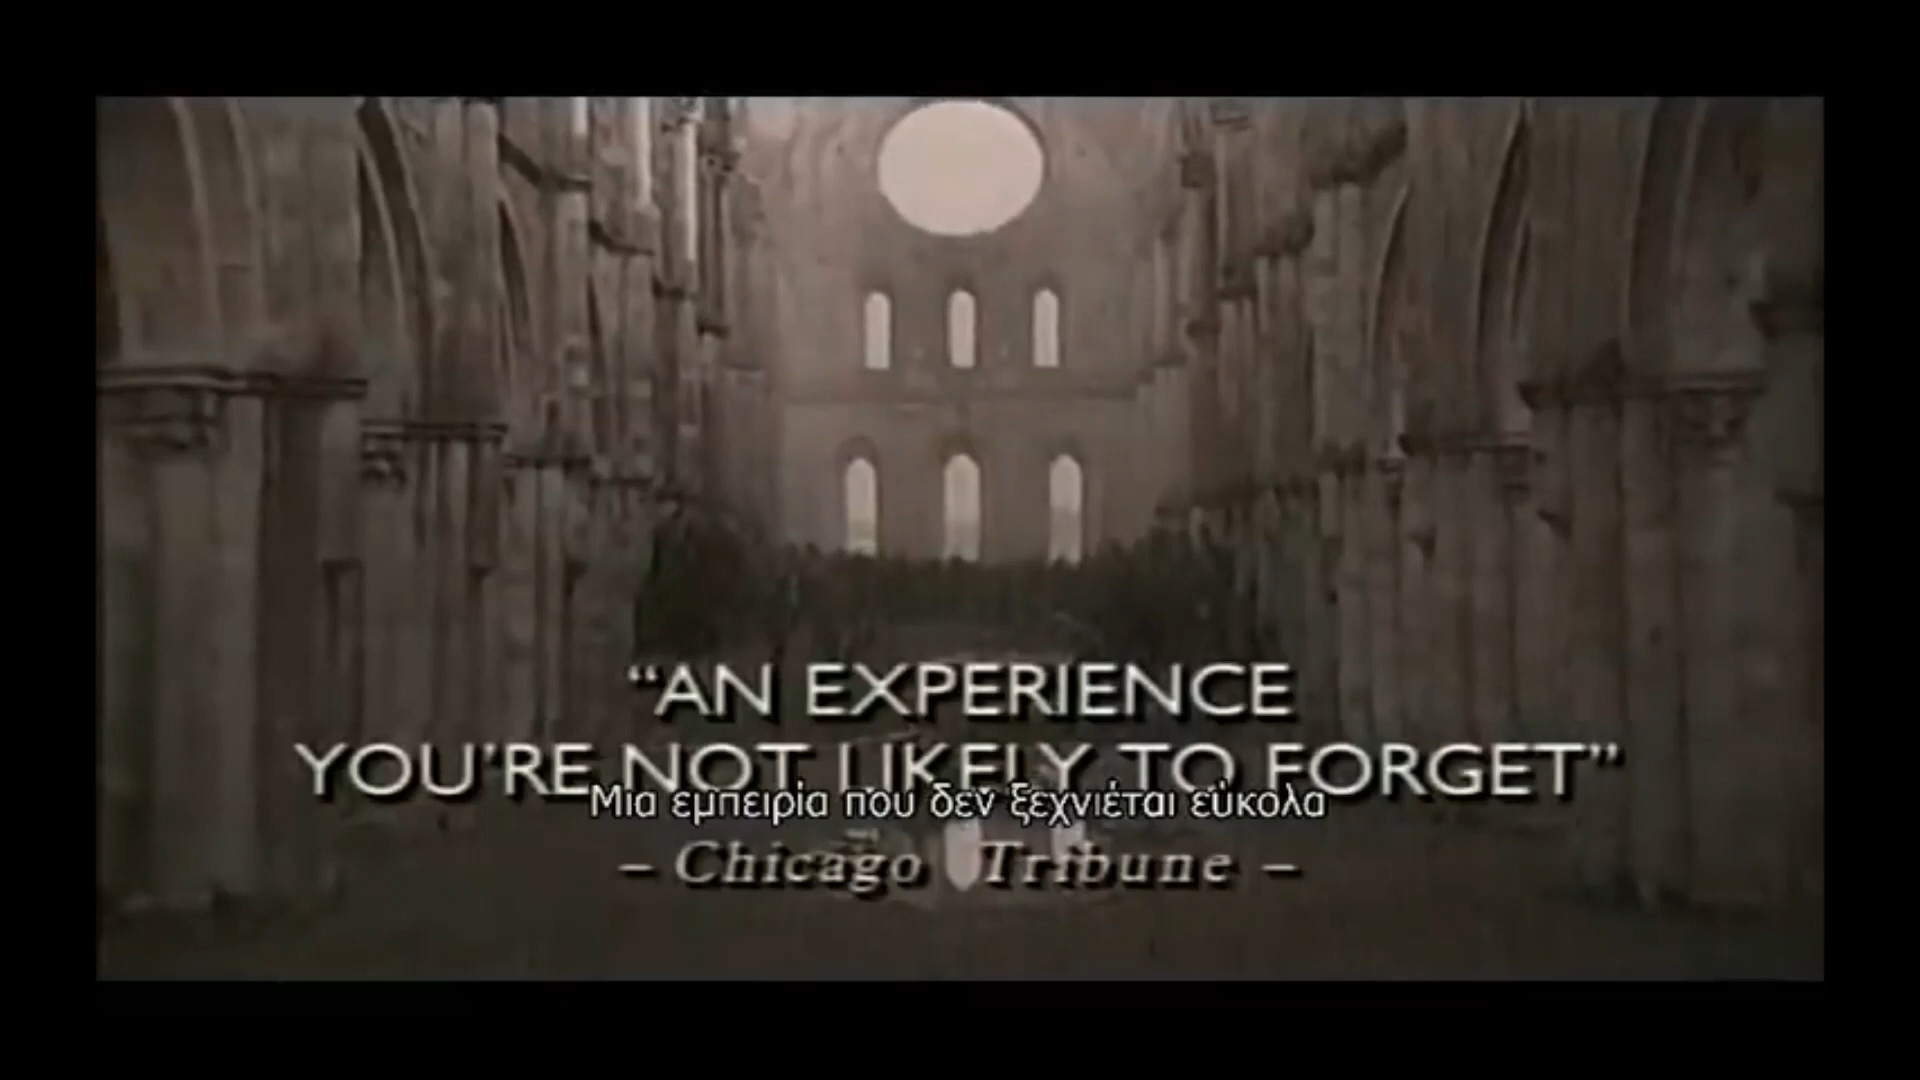 “AN EXPERIENCE
YOU’RE NOT LIKELY TO FORGET”
Μια εμπειρία που δεν ξεχνιέται εύκολα
– Chicago Tribune –